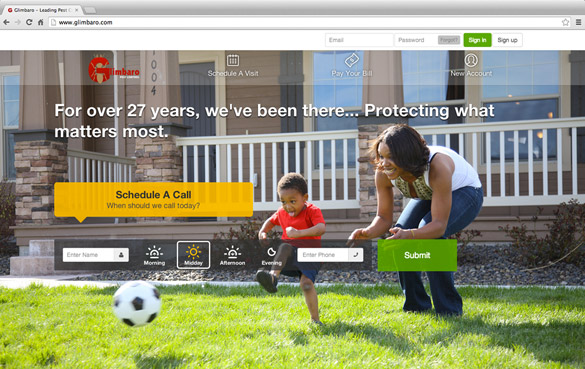 Glimbaro – Leading Pest C
www.glimbaro.com
Email
Password
Forgot?
Sign in
Sign up
Glimbaro
Schedule A Visit
Pay Your Bill
New Account
004
For over 27 years, we've been there... Protecting what
matters most.
Schedule A Call
When should we call today?
Enter Name
Morning
Midday
Afternoon
Evening
Enter Phone
Submit